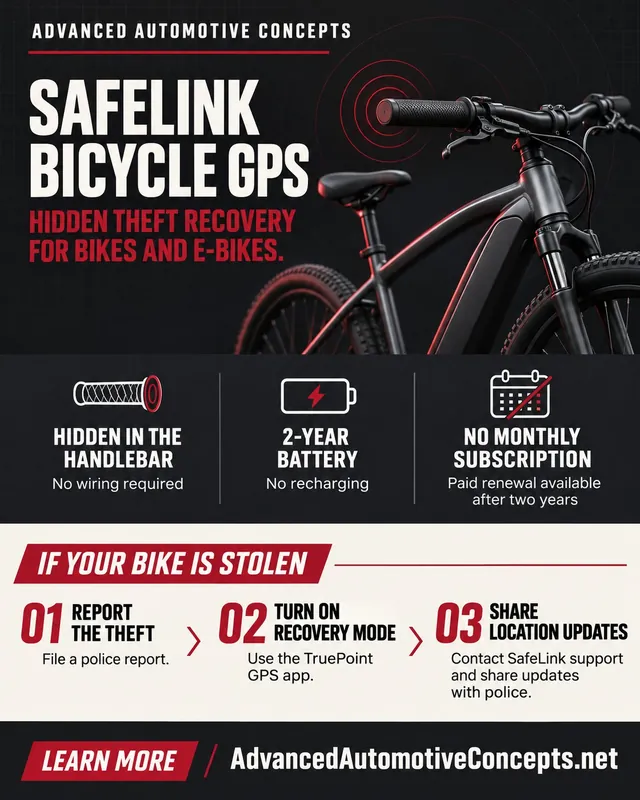 ADVANCED AUTOMOTIVE CONCEPTS
SAFELINK
BICYCLE GPS
HIDDEN THEFT RECOVERY
FOR BIKES AND E-BIKES.
HIDDEN IN THE
HANDLEBAR
No wiring required
2-YEAR
BATTERY
No recharging
NO MONTHLY
SUBSCRIPTION
Paid renewal available
after two years
IF YOUR BIKE IS STOLEN
01 REPORT
THE THEFT
File a police report.
02 TURN ON
RECOVERY MODE
Use the TruePoint
GPS app.
03 SHARE
LOCATION UPDATES
Contact SafeLink support
and share updates
with police.
LEARN MORE / AdvancedAutomotiveConcepts.net